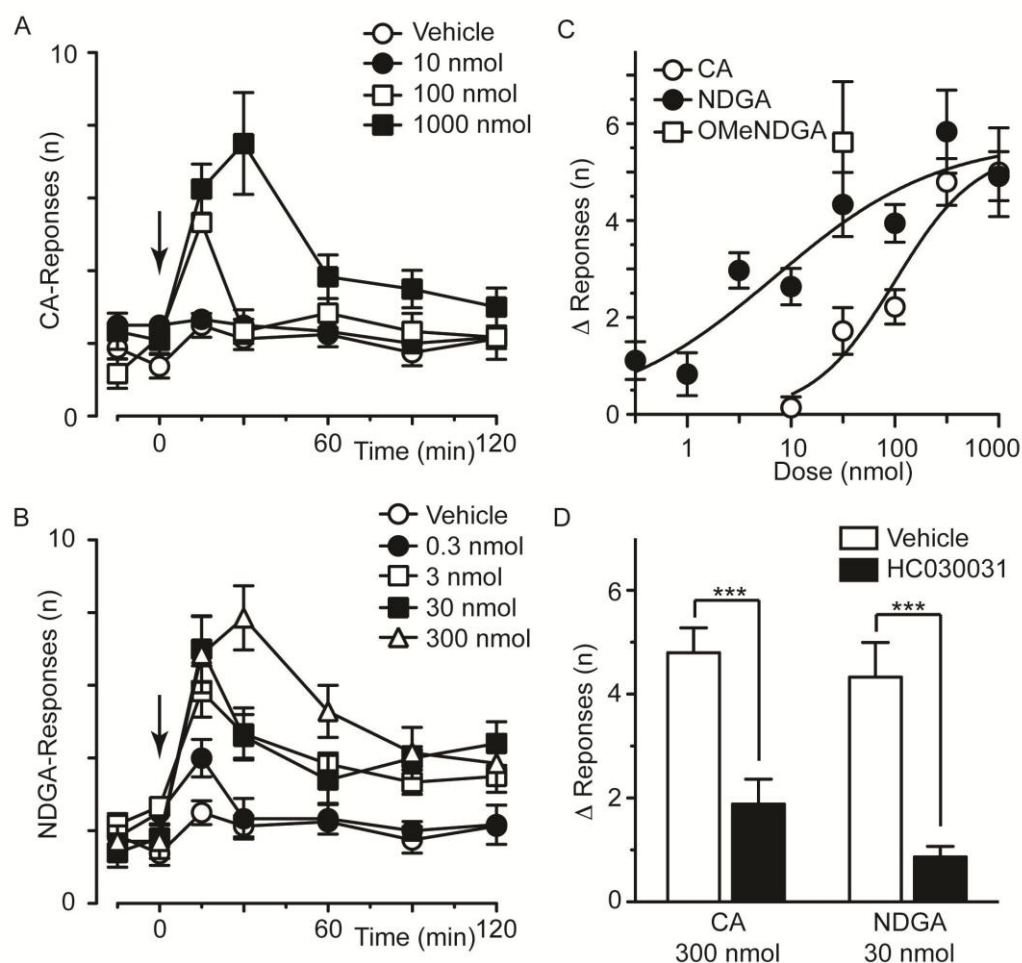 A
10
CA-Reponses (n)
0
Vehicle
10 nmol
100 nmol
1000 nmol
0
60
120
Time (min)
B
10
NDGA-Responses (n)
0
Vehicle
0.3 nmol
3 nmol
30 nmol
300 nmol
0
60
120
Time (min)
C
6
4
2
0
Δ Reponses (n)
CA
NDGA
OMeNDGA
1
10
100
1000
Dose (nmol)
D
6
4
2
0
Δ Reponses (n)
Vehicle
HC030031
***
***
CA
300 nmol
NDGA
30 nmol